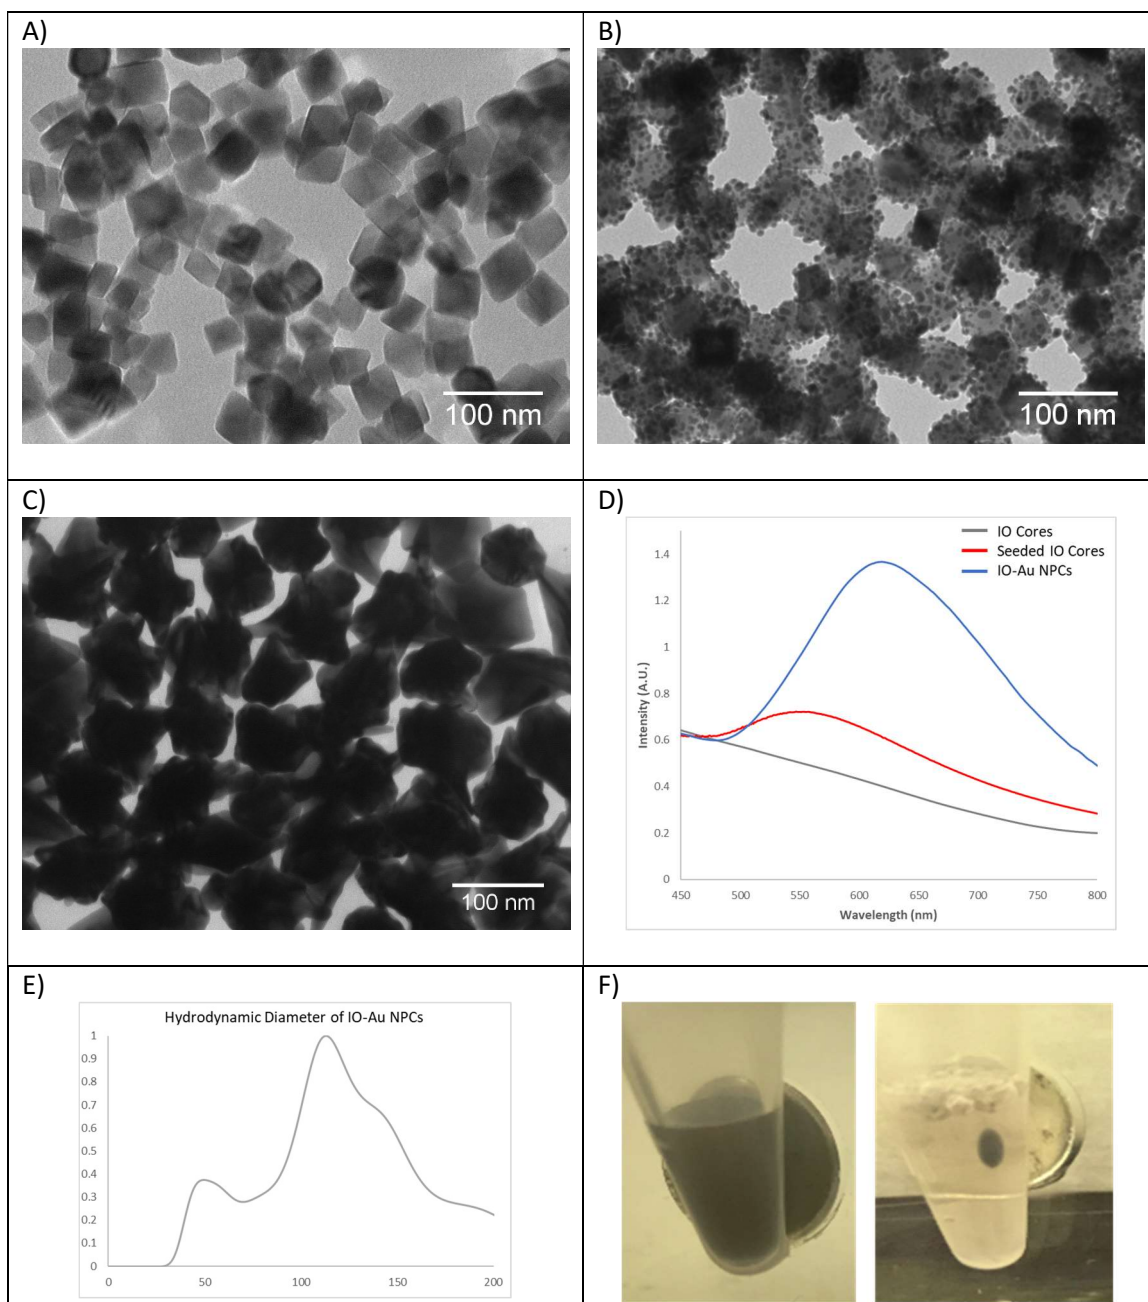 A)
100 nm
B)
100 nm
C)
100 nm
D)
IO Cores
Seeded IO Cores
IO-Au NPCs
1.4
1.2
1
0.8
0.6
0.4
0.2
0
Intensity (A.U.)
450 500 550 600 650 700 750 800
Wavelength (nm)
E)
Hydrodynamic Diameter of IO-Au NPCs
1
0.9
0.8
0.7
0.6
0.5
0.4
0.3
0.2
0.1
0
0 50 100 150 200
F)